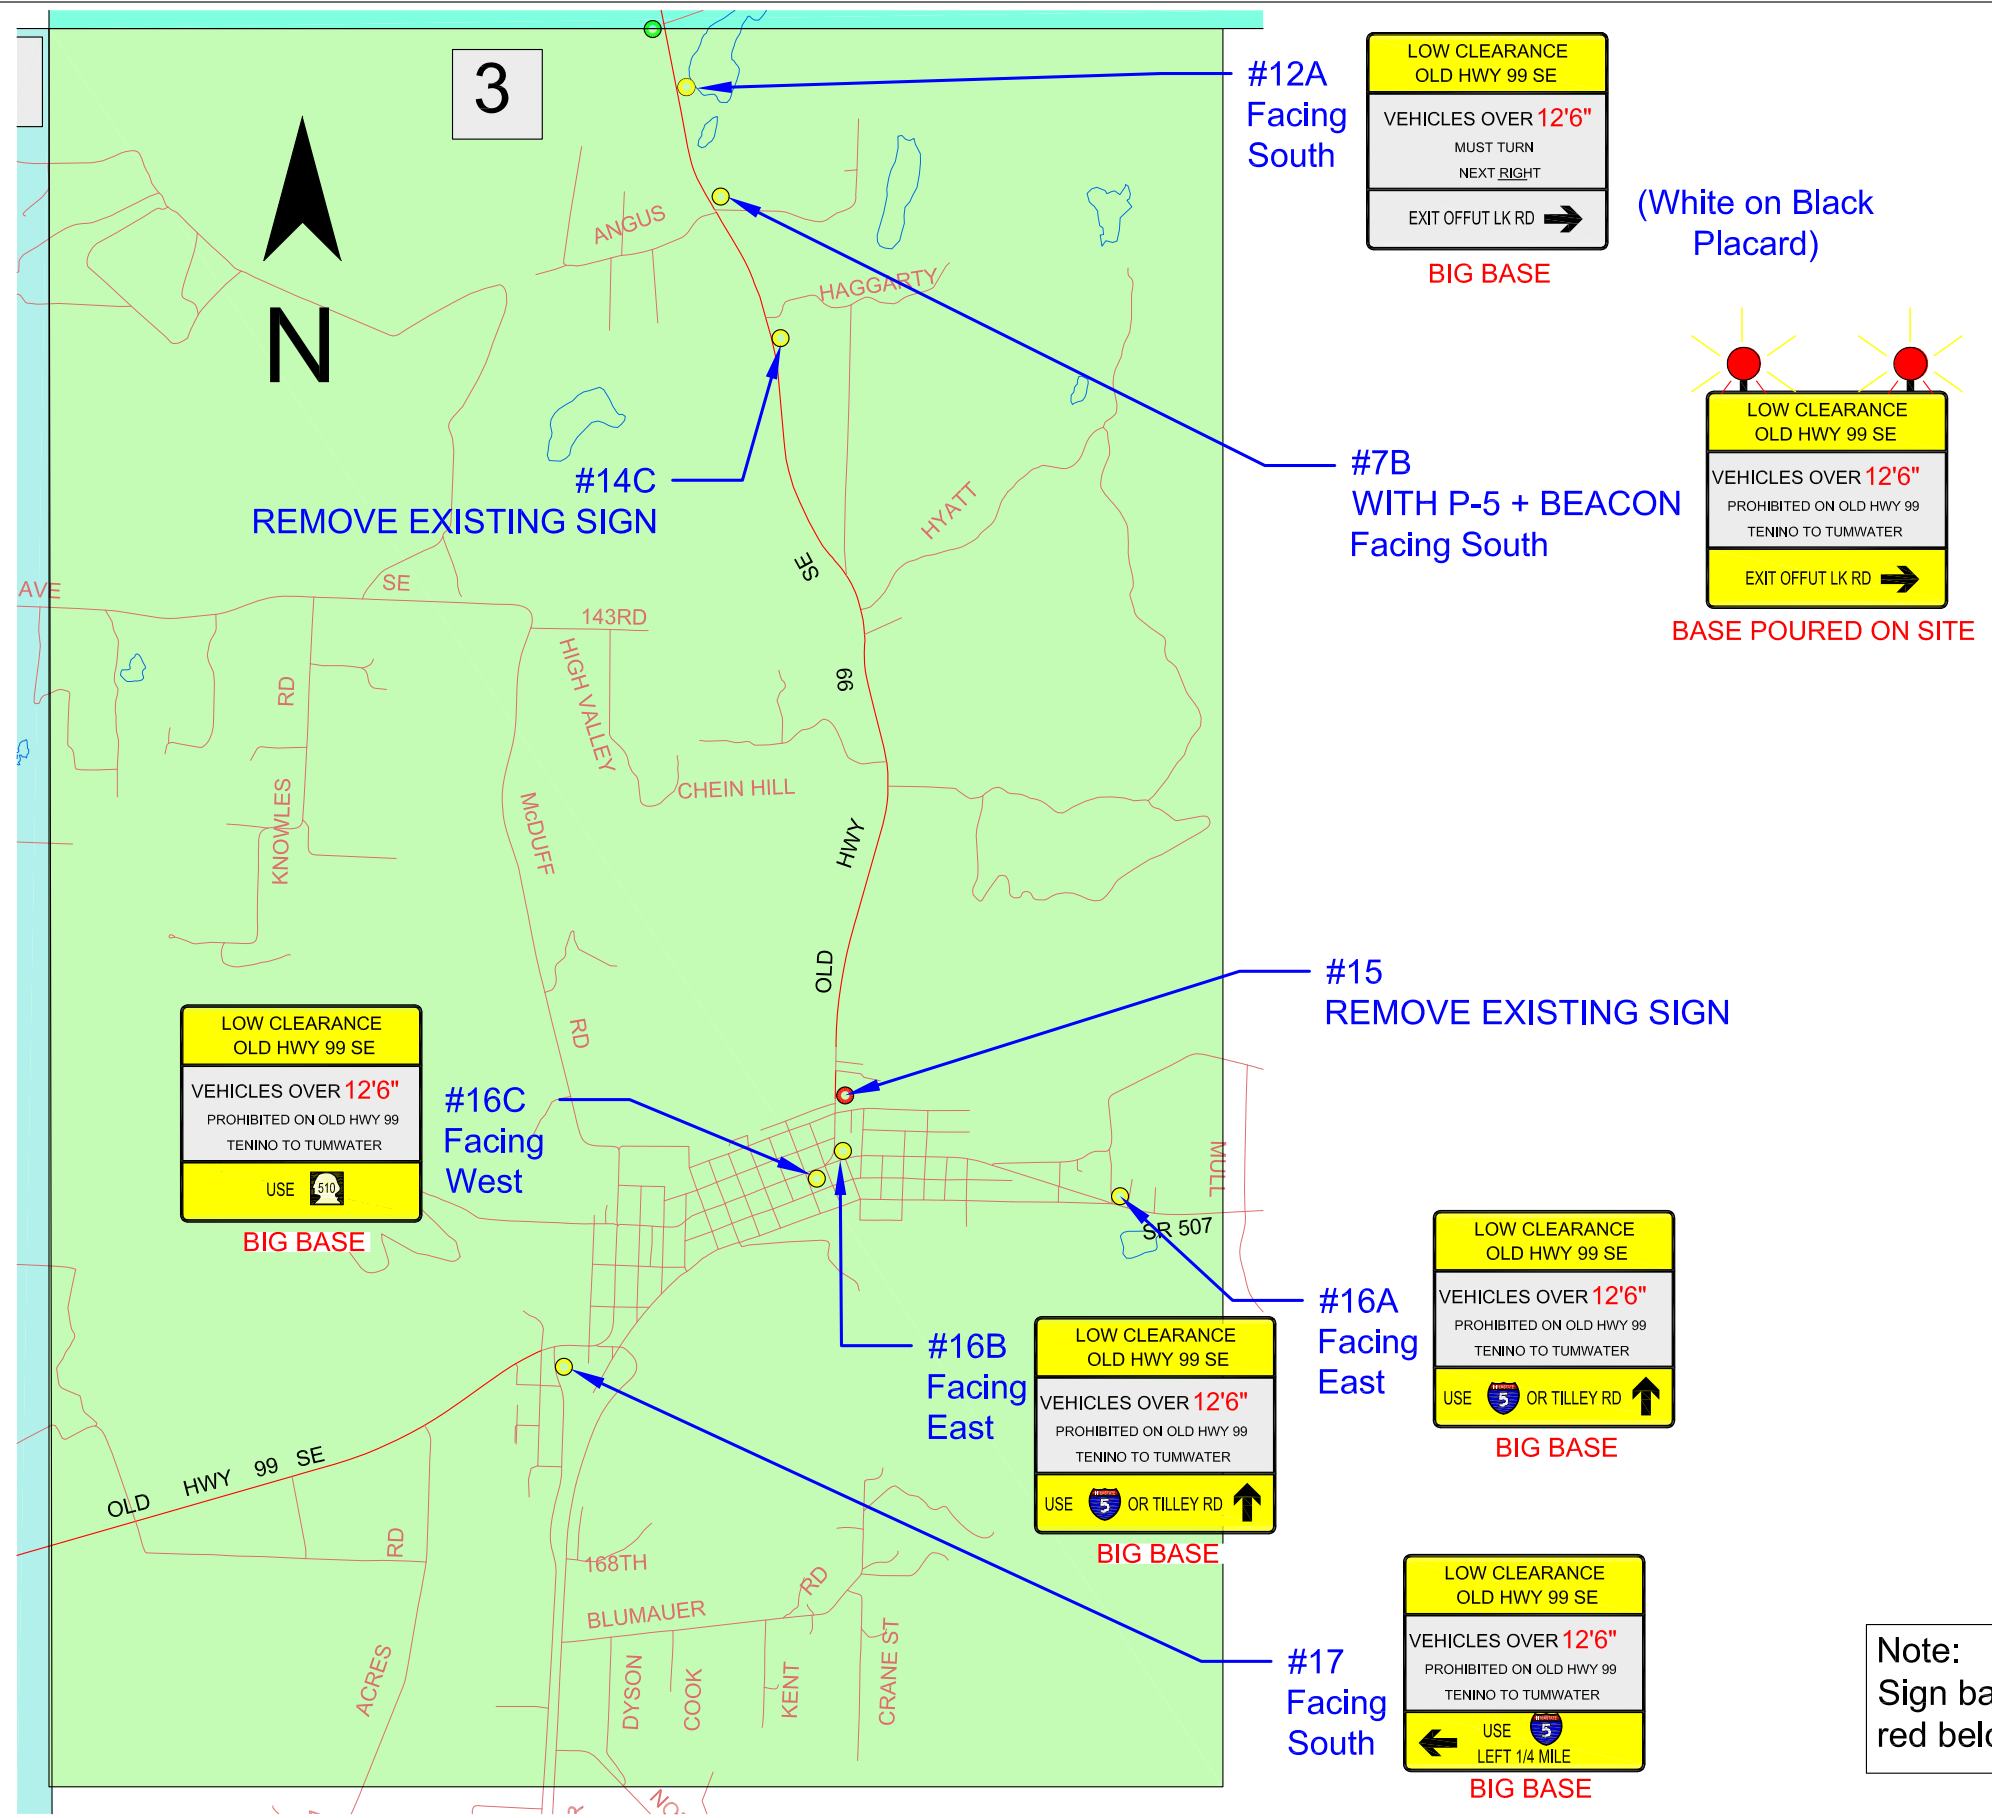 3
N
#12A
Facing
South
LOW CLEARANCE
OLD HWY 99 SE
VEHICLES OVER 12'6"
MUST TURN
NEXT RIGHT
EXIT OFFUT LK RD
BIG BASE
(White on Black
Placard)
ANGUS
HAGGARTY
#14C
REMOVE EXISTING SIGN
#7B
WITH P-5 + BEACON
Facing South
LOW CLEARANCE
OLD HWY 99 SE
VEHICLES OVER 12'6"
PROHIBITED ON OLD HWY 99
TENINO TO TUMWATER
EXIT OFFUT LK RD
BASE POURED ON SITE
HYATT
SE
AVE
SE
143RD
HIGH VALLEY
RD
99
CHEIN HILL
KNOWLES
McDUFF
HWY
OLD
RD
#15
REMOVE EXISTING SIGN
LOW CLEARANCE
OLD HWY 99 SE
VEHICLES OVER 12'6"
PROHIBITED ON OLD HWY 99
TENINO TO TUMWATER
USE 510
BIG BASE
#16C
Facing
West
MULL
SR 507
#16A
Facing
East
LOW CLEARANCE
OLD HWY 99 SE
VEHICLES OVER 12'6"
PROHIBITED ON OLD HWY 99
TENINO TO TUMWATER
USE INTERSTATE 5 OR TILLEY RD
BIG BASE
#16B
Facing
East
LOW CLEARANCE
OLD HWY 99 SE
VEHICLES OVER 12'6"
PROHIBITED ON OLD HWY 99
TENINO TO TUMWATER
USE INTERSTATE 5 OR TILLEY RD
BIG BASE
OLD HWY 99 SE
RD
168TH
BLUMAUER
RD
ACRES
DYSON
COOK
KENT
CRANE ST
#17
Facing
South
LOW CLEARANCE
OLD HWY 99 SE
VEHICLES OVER 12'6"
PROHIBITED ON OLD HWY 99
TENINO TO TUMWATER
USE INTERSTATE 5
LEFT 1/4 MILE
BIG BASE
Note:
Sign ba
red belo